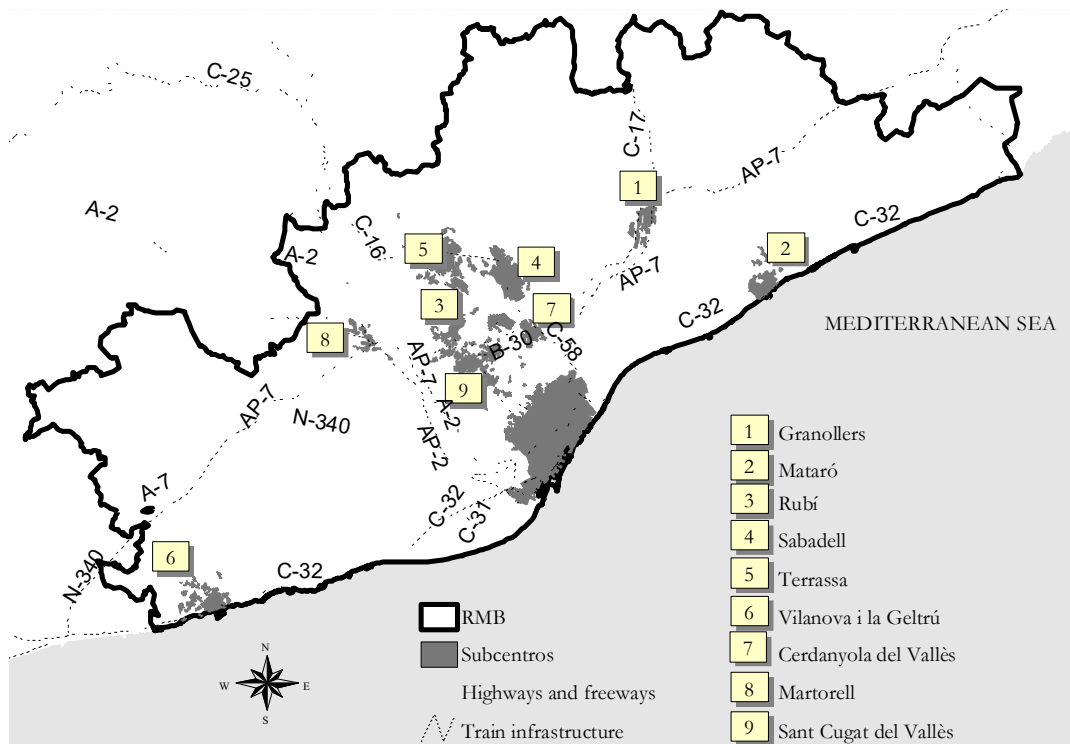 C-25
C-17
AP-7
1
A-2
C-32
C-16
A-2
5
4
2
AP-7
3
7
C-32
MEDITERRANEAN SEA
8
B-30
C-58
AP-7
9
AP-7
A-2
N-340
AP-2
A-7
C-32
C-31
6
N-340
C-32
1 Granollers
2 Mataró
3 Rubí
4 Sabadell
5 Terrassa
6 Vilanova i la Geltrú
7 Cerdanyola del Vallès
8 Martorell
9 Sant Cugat del Vallès
RMB
Subcentros
Highways and freeways
Train infrastructure
N
W
E
S